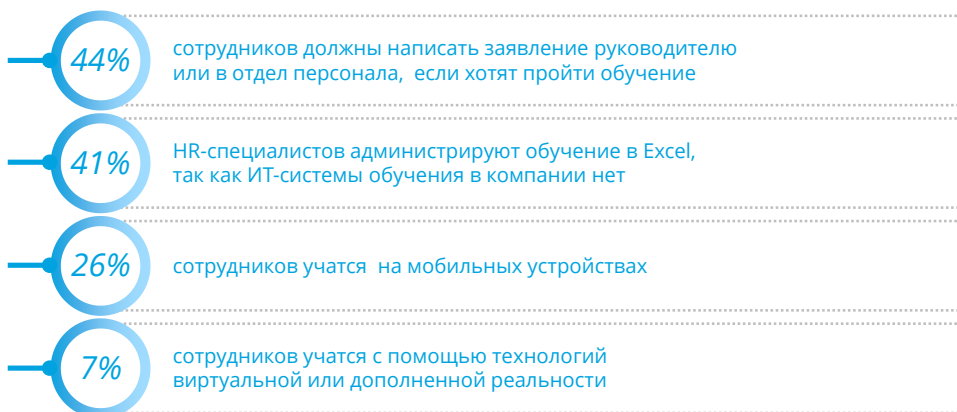 44%
сотрудников должны написать заявление руководителю
или в отдел персонала, если хотят пройти обучение
41%
HR-специалистов администрируют обучение в Excel,
так как ИТ-системы обучения в компании нет
26%
сотрудников учатся на мобильных устройствах
7%
сотрудников учатся с помощью технологий
виртуальной или дополненной реальности